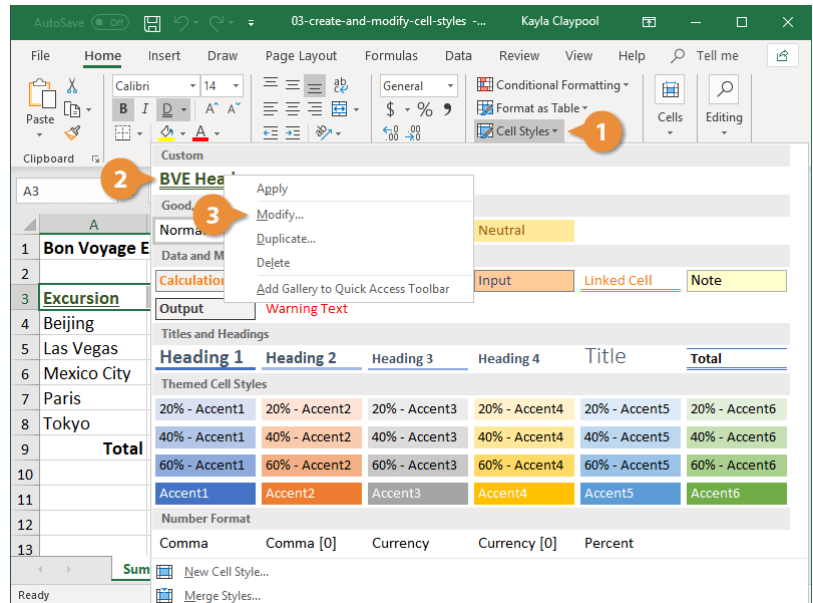 AutoSave Off 03-create-and-modify-cell-styles -... Kayla Claypool
File Home Insert Draw Page Layout Formulas Data Review View Help Tell me
Calibri 14 General Conditional Formatting
Paste B I D A A $ % 9 Format as Table Cells Editing
A Cell Styles 1
Clipboard
Custom
A3 2 BVE Head
Apply
Good,
3 Modify...
Normal Neutral
A
1 Bon Voyage E Data and M Duplicate...
Delete
2 Calculation Input Linked Cell Note
Add Gallery to Quick Access Toolbar
3 Excursion Output Warning Text
4 Beijing Titles and Headings
5 Las Vegas Heading 1 Heading 2 Heading 3 Heading 4 Title Total
6 Mexico City Themed Cell Styles
7 Paris 20% - Accent1 20% - Accent2 20% - Accent3 20% - Accent4 20% - Accent5 20% - Accent6
8 Tokyo 40% - Accent1 40% - Accent2 40% - Accent3 40% - Accent4 40% - Accent5 40% - Accent6
9 Total 60% - Accent1 60% - Accent2 60% - Accent3 60% - Accent4 60% - Accent5 60% - Accent6
10
11 Accent1 Accent2 Accent3 Accent4 Accent5 Accent6
12 Number Format
13 Comma Comma [0] Currency Currency [0] Percent
Sum New Cell Style...
Ready Merge Styles...